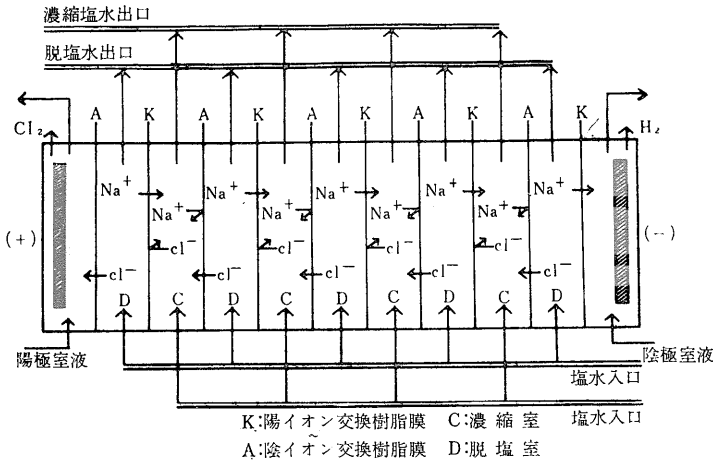 濃縮塩水出口
脱塩水出口
A K A K A K A K A K
Cl₂ H₂
Na⁺ Na⁺ Na⁺ Na⁺ Na⁺
Na⁺ Na⁺ Na⁺ Na⁺
(+) (−)
cl⁻ cl⁻ cl⁻ cl⁻
cl⁻ cl⁻ cl⁻ cl⁻ cl⁻
D C D C D C D C D
陽極室液 陰極室液
塩水入口
塩水入口
K:陽イオン交換樹脂膜 C:濃縮室
~
A:陰イオン交換樹脂膜 D:脱塩室